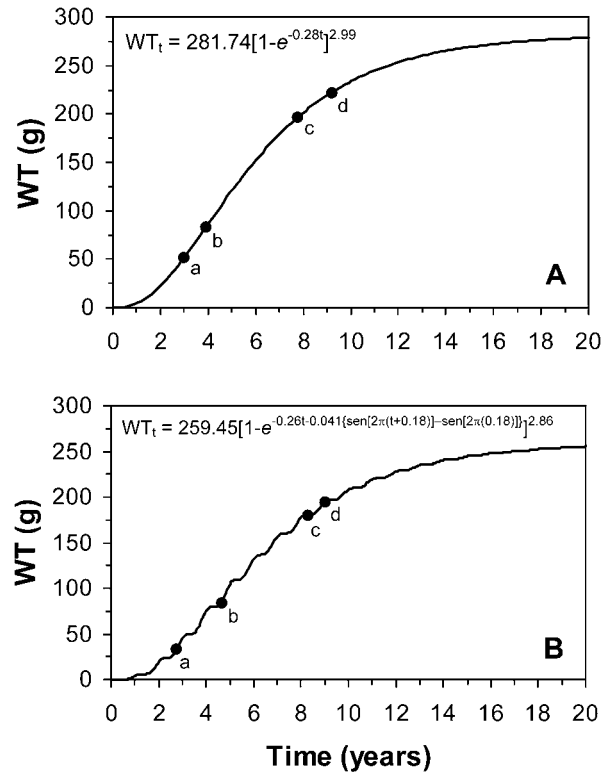 300
WTₜ = 281.74[1-e^-0.28t]^2.99
250
200
WT (g)
150
100
50
0
a
b
c
d
A
0 2 4 6 8 10 12 14 16 18 20
300
WTₜ = 259.45[1-e^-0.26t-0.041{sen[2π(t+0.18)]–sen[2π(0.18)]}]^2.86
250
200
WT (g)
150
100
50
0
a
b
c
d
B
0 2 4 6 8 10 12 14 16 18 20
Time (years)